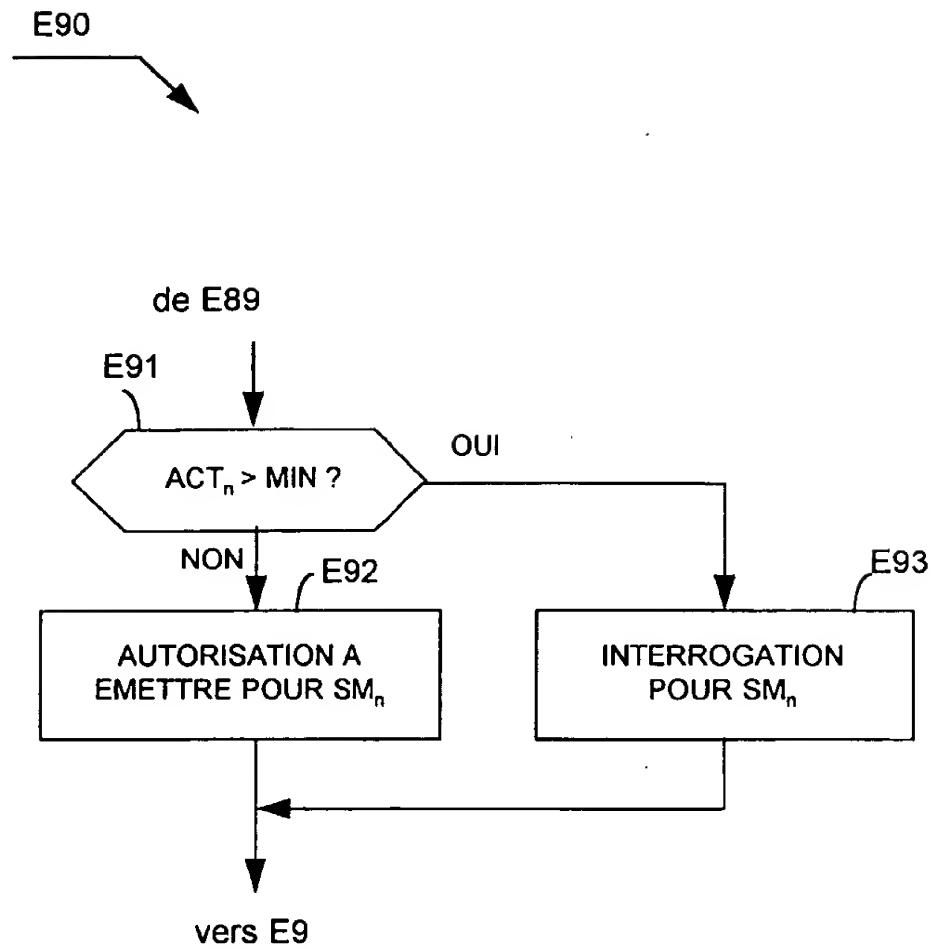 E90
de E89
E91
OUI
ACTn > MIN ?
NON
E92
E93
AUTORISATION A
EMETTRE POUR SMn
INTERROGATION
POUR SMn
vers E9